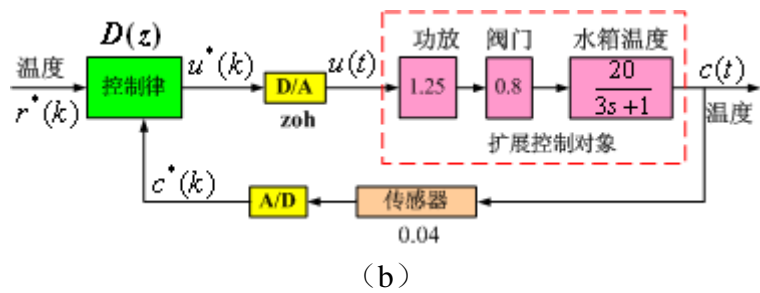 D(z)
功放 阀门 水箱温度
温度
r*(k)
控制律
u*(k)
D/A
zoh
u(t)
1.25
0.8
20
3s+1
c(t)
温度
扩展控制对象
c*(k)
A/D
传感器
0.04
（b）